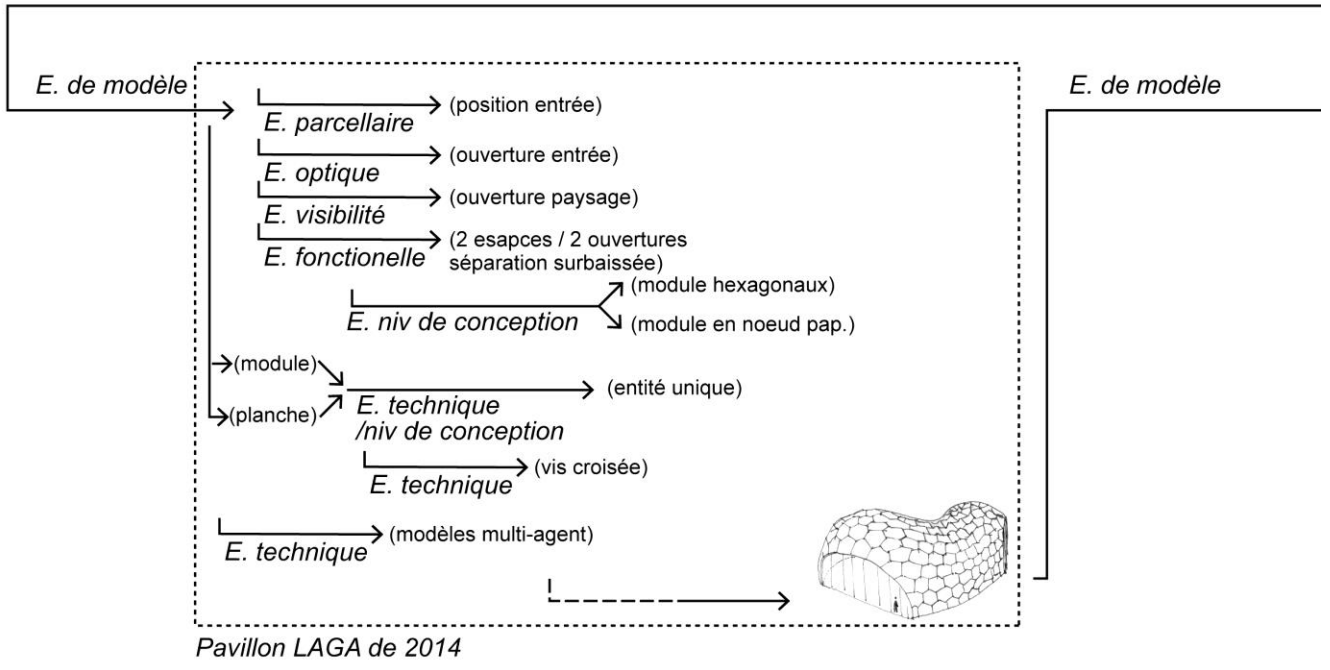 E. de modèle
E. de modèle
(position entrée)
E. parcellaire
(ouverture entrée)
E. optique
(ouverture paysage)
E. visibilité
(2 esapces / 2 ouvertures
séparation surbaissée)
E. fonctionelle
(module hexagonaux)
E. niv de conception
(module en noeud pap.)
(module)
(entité unique)
E. technique
/niv de conception
(planche)
(vis croisée)
E. technique
(modèles multi-agent)
E. technique
Pavillon LAGA de 2014